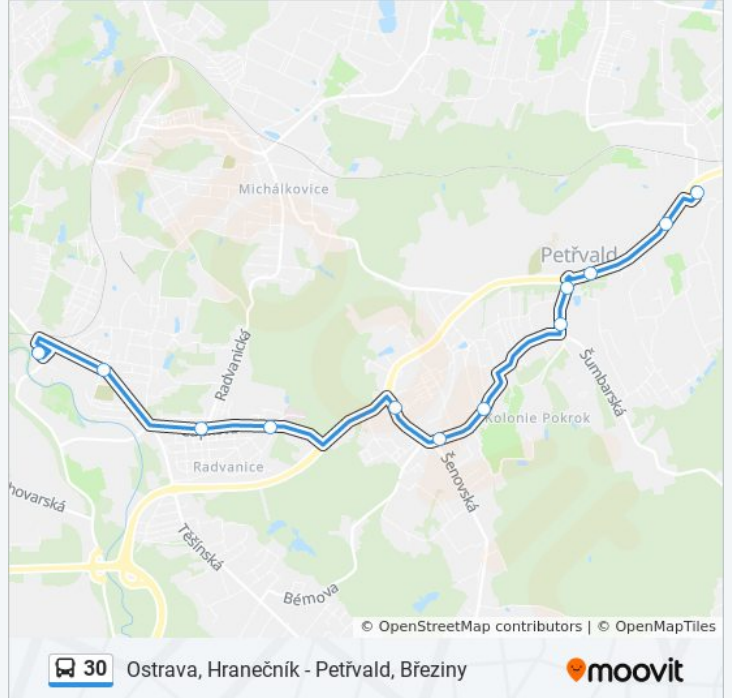 Michálkovice
Petřvald
Radvanická
Šumbarská
Kolonie Pokrok
Radvanice
Šenovská
hovarská
Těšínská
Bémova
© OpenStreetMap contributors | © OpenMapTiles
30 Ostrava, Hranečník - Petřvald, Březiny moovit